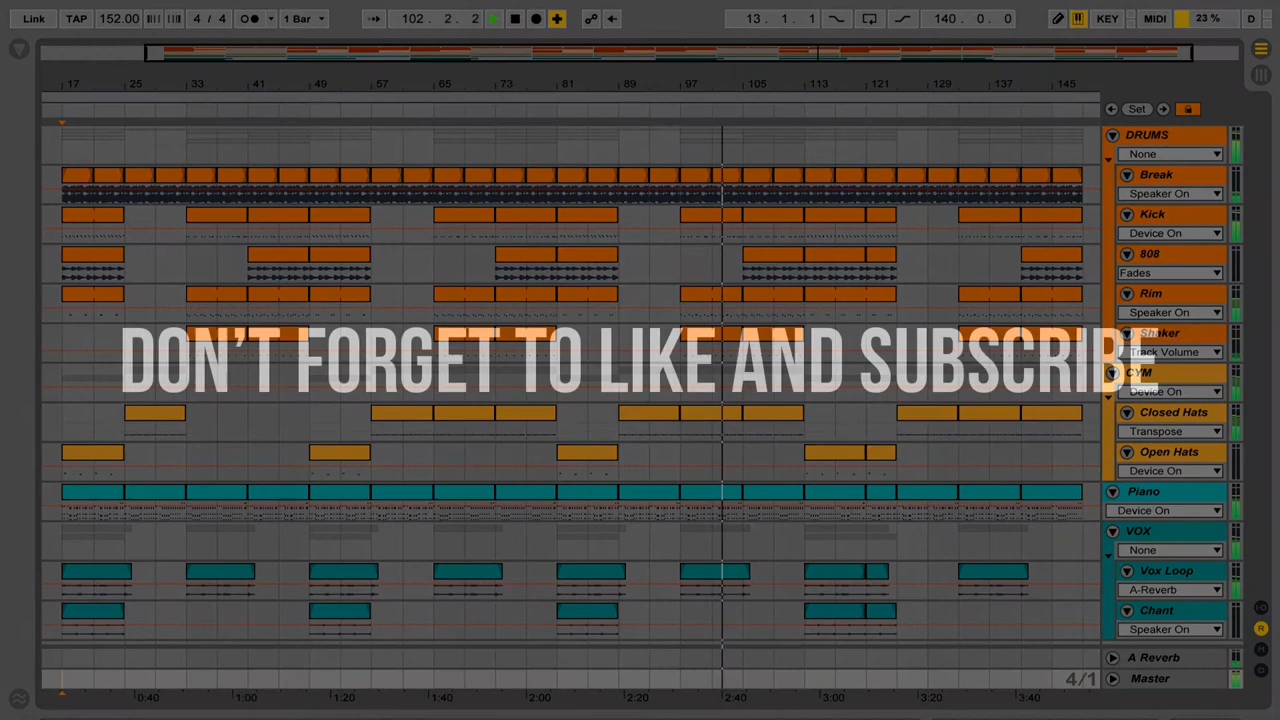 Link TAP 152.00 4 / 4 1 Bar 102 . 2 . 2 13 . 1 . 1 140 . 0 . 0 KEY MIDI 23 % D
17 25 33 41 49 57 65 73 81 89 97 105 113 121 129 137 145
Set
DRUMS
None
Break
Speaker On
Kick
Device On
808
Fades
Rim
Speaker On
Shaker
Track Volume
DON'T FORGET TO LIKE AND SUBSCRIBE
CYM
Device On
Closed Hats
Transpose
Open Hats
Device On
Piano
Device On
VOX
None
Vox Loop
A-Reverb
Chant
Speaker On
A Reverb
4/1 Master
0:40 1:00 1:20 1:40 2:00 2:20 2:40 3:00 3:20 3:40